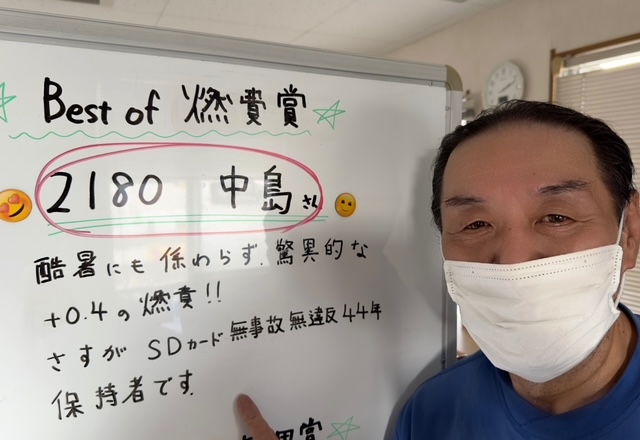 Best of 燃費賞
2180 中島さん
酷暑にも係わらず、驚異的な
+0.4の燃費!!
さすがSDカード無事故無違反44年
保持者です.
賞